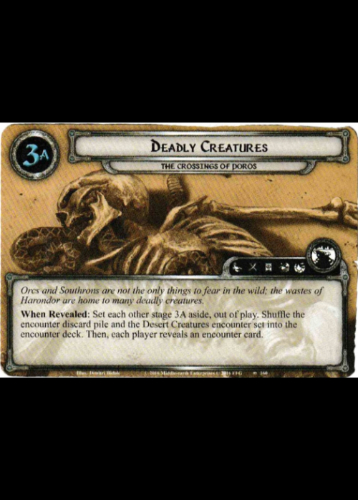 3A
DEADLY CREATURES
THE CROSSINGS OF POROS
Orcs and Southrons are not the only things to fear in the wild: the wastes of
Harondor are home to many deadly creatures.
When Revealed: Set each other stage 3A aside, out of play. Shuffle the
encounter discard pile and the Desert Creatures encounter set into the
encounter deck. Then, each player reveals an encounter card.